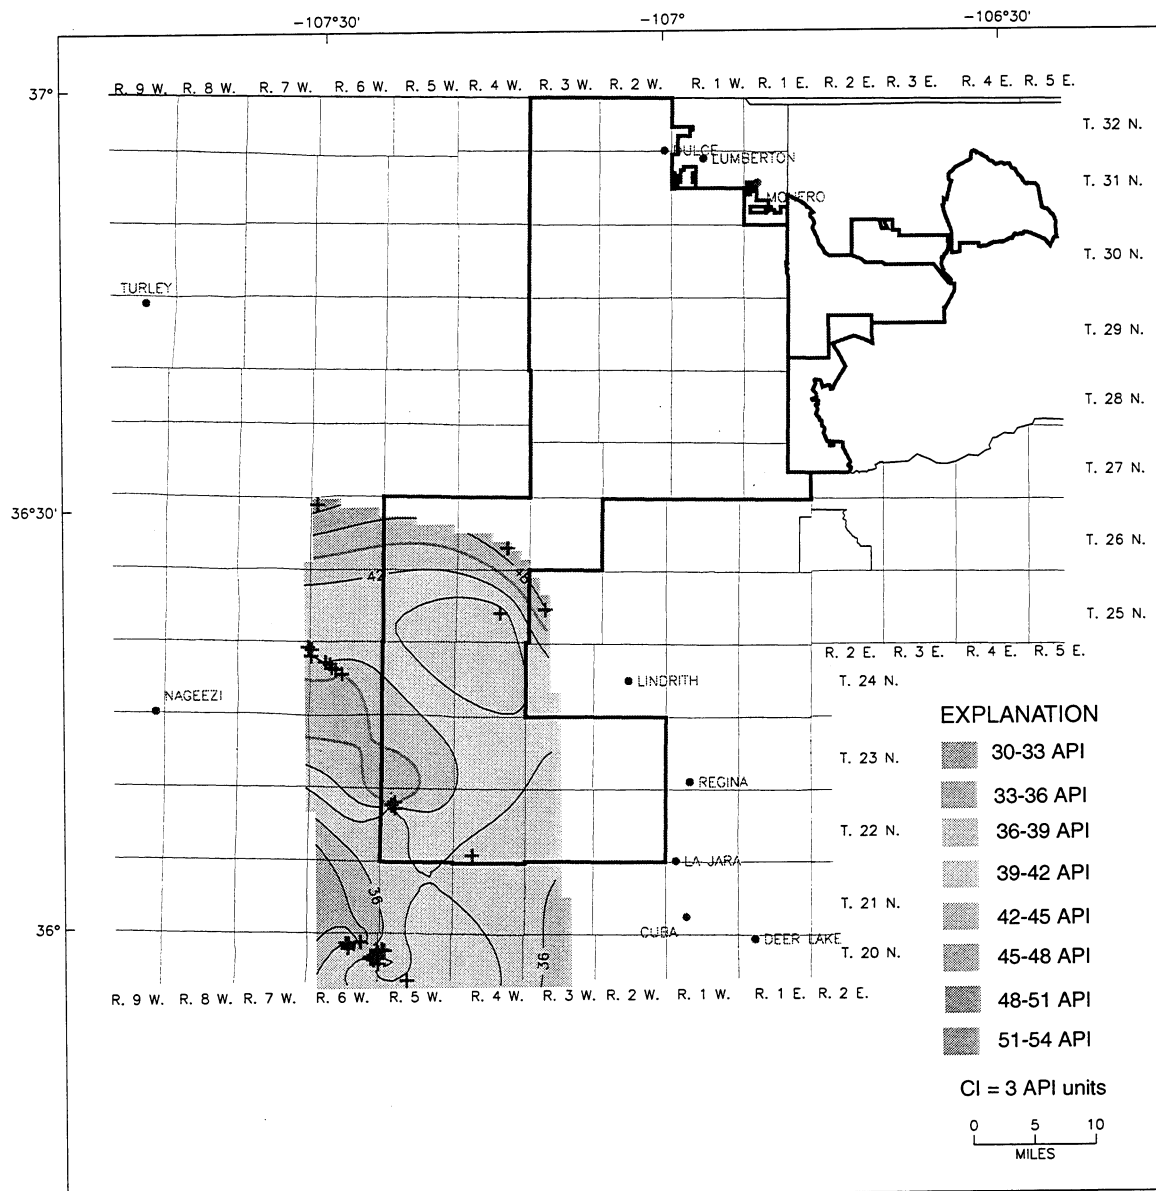 -107°30' -107° -106°30'
37°
R. 9 W. R. 8 W. R. 7 W. R. 6 W. R. 5 W. R. 4 W. R. 3 W. R. 2 W. R. 1 W. R. 1 E. R. 2 E. R. 3 E. R. 4 E. R. 5 E.
T. 32 N.
DULCE
LUMBERTON
T. 31 N.
MONERO
T. 30 N.
TURLEY
T. 29 N.
T. 28 N.
T. 27 N.
36°30'
T. 26 N.
42
T. 25 N.
R. 2 E. R. 3 E. R. 4 E. R. 5 E.
LINDRITH
T. 24 N.
NAGEEZI
EXPLANATION
30-33 API
T. 23 N.
REGINA
33-36 API
T. 22 N.
36-39 API
LA JARA
39-42 API
36
T. 21 N.
42-45 API
36°
CUBA
DEER LAKE
T. 20 N.
45-48 API
36
R. 9 W. R. 8 W. R. 7 W. R. 6 W. R. 5 W. R. 4 W. R. 3 W. R. 2 W. R. 1 W. R. 1 E. R. 2 E.
48-51 API
51-54 API
CI = 3 API units
0 5 10
MILES